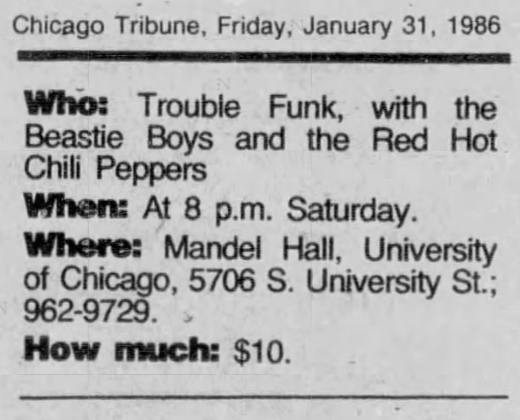 Chicago Tribune, Friday, January 31, 1986
Who: Trouble Funk, with the
Beastie Boys and the Red Hot
Chili Peppers
When: At 8 p.m. Saturday.
Where: Mandel Hall, University
of Chicago, 5706 S. University St.;
962-9729.
How much: $10.